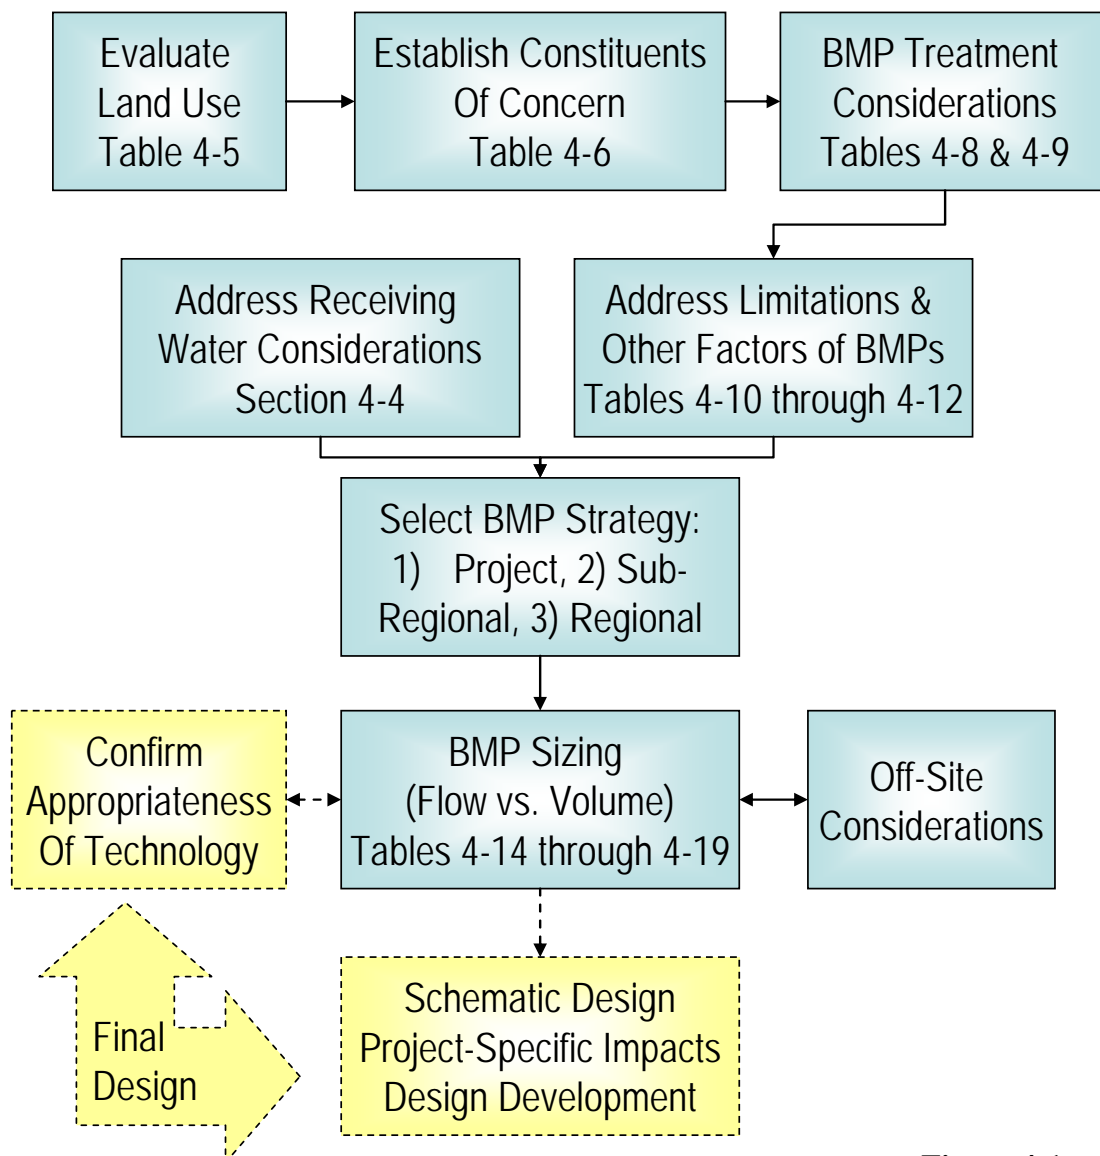 Evaluate
Land Use
Table 4-5
Establish Constituents
Of Concern
Table 4-6
BMP Treatment
Considerations
Tables 4-8 & 4-9
Address Receiving
Water Considerations
Section 4-4
Address Limitations &
Other Factors of BMPs
Tables 4-10 through 4-12
Select BMP Strategy:
1) Project, 2) Sub-
Regional, 3) Regional
Confirm
Appropriateness
Of Technology
BMP Sizing
(Flow vs. Volume)
Tables 4-14 through 4-19
Off-Site
Considerations
Final
Design
Schematic Design
Project-Specific Impacts
Design Development